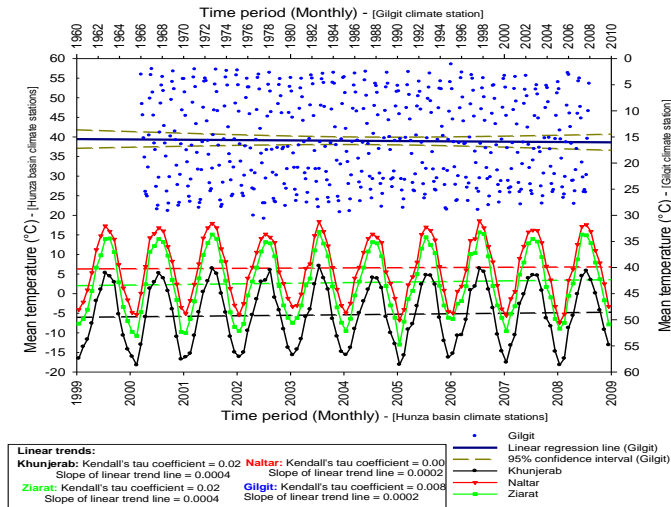 Time period (Monthly) - [Gilgit climate station]
1960 1962 1964 1966 1968 1970 1972 1974 1976 1978 1980 1982 1984 1986 1988 1990 1992 1994 1996 1998 2000 2002 2004 2006 2008 2010
Mean temperature (°C) - [Hunza basin climate stations]
60 55 50 45 40 35 30 25 20 15 10 5 0 -5 -10 -15 -20
0 5 10 15 20 25 30 35 40 45 50 55 60
Mean temperature (°C) - [Gilgit climate station]
1999 2000 2001 2002 2003 2004 2005 2006 2007 2008 2009
Time period (Monthly) - [Hunza basin climate stations]
Linear trends:
Khunjerab: Kendall's tau coefficient = 0.02
Slope of linear trend line = 0.0004
Naltar: Kendall's tau coefficient = 0.00
Slope of linear trend line = 0.0002
Ziarat: Kendall's tau coefficient = 0.02
Slope of linear trend line = 0.0004
Gilgit: Kendall's tau coefficient = 0.008
Slope of linear trend line = 0.0002
Gilgit
Linear regression line (Gilgit)
95% confidence interval (Gilgit)
Khunjerab
Naltar
Ziarat